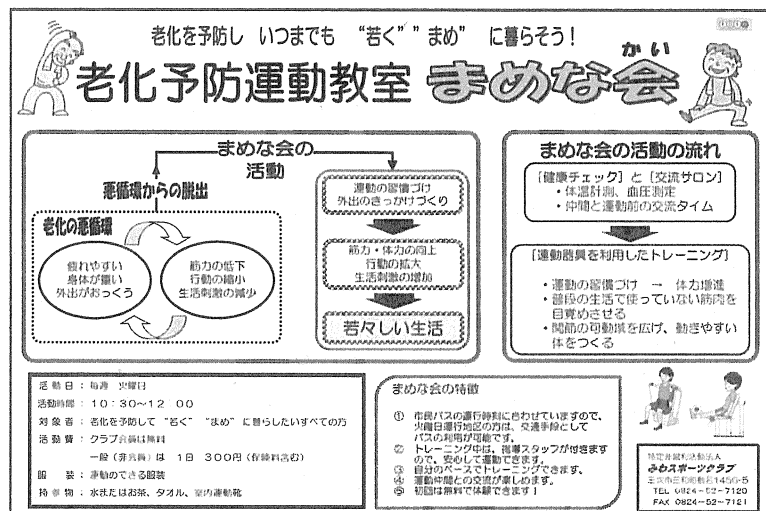 老化を予防し いつまでも “若く”“まめ” に暮らそう！
かい
老化予防運動教室 まめな会
まめな会の
活動
悪循環からの脱出
老化の悪循環
疲れやすい
身体が重い
外出がおっくう
筋力の低下
行動の縮小
生活刺激の減少
運動の習慣づけ
外出のきっかけづくり
筋力・体力の向上
行動の拡大
生活刺激の増加
若々しい生活
まめな会の活動の流れ
［健康チェック］と［交流サロン］
・体温計測、血圧測定
・仲間と運動前の交流タイム
［運動器具を利用したトレーニング］
・運動の習慣づけ → 体力増進
・普段の生活で使っていない筋肉を
目覚めさせる
・関節の可動域を広げ、動きやすい
体をつくる
活動日：毎週 火曜日
活動時間：10：30～12 00
対象者：老化を予防して “若く” “まめ” に暮らしたいすべての方
活動費：クラブ会員は無料
一般（非会員）は 1日 300円（保険料含む）
服装：運動のできる服装
持参物：水またはお茶、タオル、室内運動靴
まめな会の特徴
① 市民バスの運行時刻に合わせていますので、
火曜日運行地区の方は、交通手段として
バスの利用が可能です。
② トレーニング中は、指導スタッフが付きます
ので、安心して運動できます。
③ 自分のペースでトレーニングできます。
④ 運動仲間との交流が楽しめます。
⑤ 初回は無料で体験できます！
特定非営利活動法人
みわスポーツクラブ
三次市三和町敷名1450-5
TEL 0824-52-7120
FAX 0824-52-7121